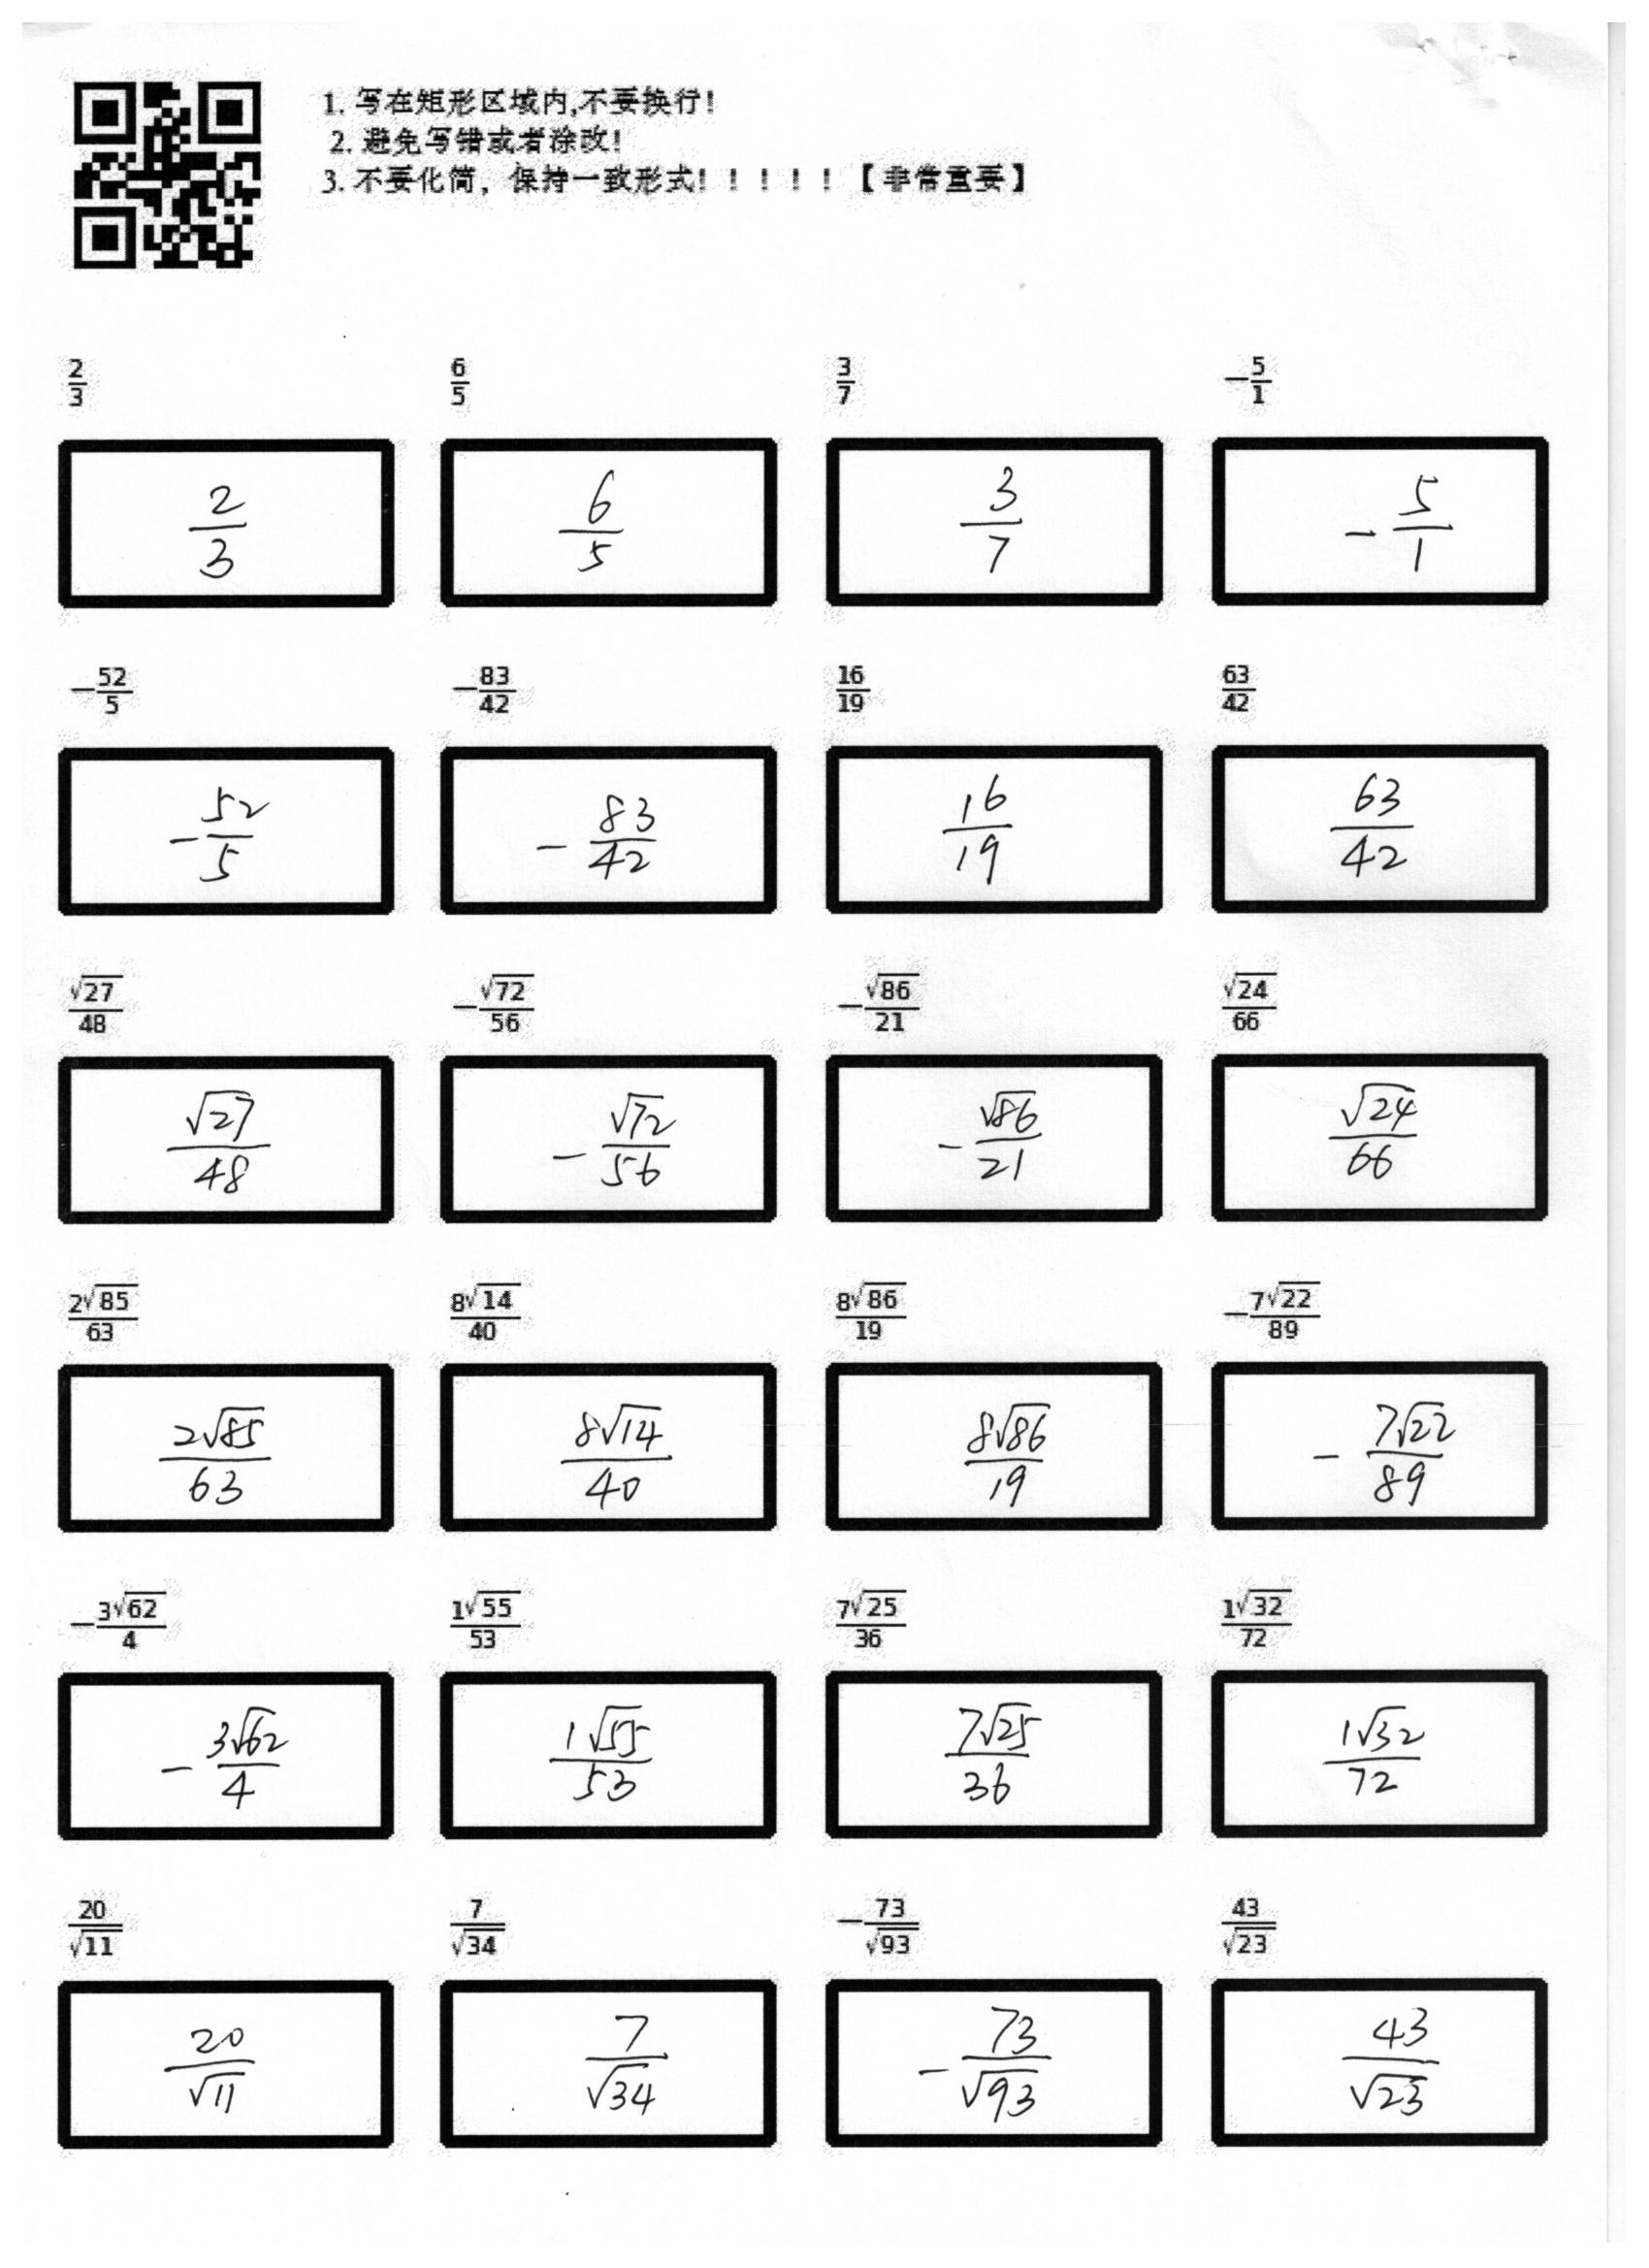 1. 写在矩形区域内,不要换行!
2. 避免写错或者涂改!
3. 不要化简，保持一致形式! ! ! ! ! 【非常重要】
$\frac{2}{3}$ $\frac{6}{5}$ $\frac{3}{7}$ $-\frac{5}{1}$
$\frac{2}{3}$ $\frac{6}{5}$ $\frac{3}{7}$ $-\frac{5}{1}$
$-\frac{52}{5}$ $-\frac{83}{42}$ $\frac{16}{19}$ $\frac{63}{42}$
$-\frac{52}{5}$ $-\frac{83}{42}$ $\frac{16}{19}$ $\frac{63}{42}$
$\frac{\sqrt{27}}{48}$ $-\frac{\sqrt{72}}{56}$ $-\frac{\sqrt{86}}{21}$ $\frac{\sqrt{24}}{66}$
$\frac{\sqrt{27}}{48}$ $-\frac{\sqrt{72}}{56}$ $-\frac{\sqrt{86}}{21}$ $\frac{\sqrt{24}}{66}$
$\frac{2\sqrt{85}}{63}$ $\frac{8\sqrt{14}}{40}$ $\frac{8\sqrt{86}}{19}$ $-\frac{7\sqrt{22}}{89}$
$\frac{2\sqrt{85}}{63}$ $\frac{8\sqrt{14}}{40}$ $\frac{8\sqrt{86}}{19}$ $-\frac{7\sqrt{22}}{89}$
$-\frac{3\sqrt{62}}{4}$ $\frac{1\sqrt{55}}{53}$ $\frac{7\sqrt{25}}{36}$ $\frac{1\sqrt{32}}{72}$
$-\frac{3\sqrt{62}}{4}$ $\frac{1\sqrt{55}}{53}$ $\frac{7\sqrt{25}}{36}$ $\frac{1\sqrt{32}}{72}$
$\frac{20}{\sqrt{11}}$ $\frac{7}{\sqrt{34}}$ $-\frac{73}{\sqrt{93}}$ $\frac{43}{\sqrt{23}}$
$\frac{20}{\sqrt{11}}$ $\frac{7}{\sqrt{34}}$ $-\frac{73}{\sqrt{93}}$ $\frac{43}{\sqrt{23}}$